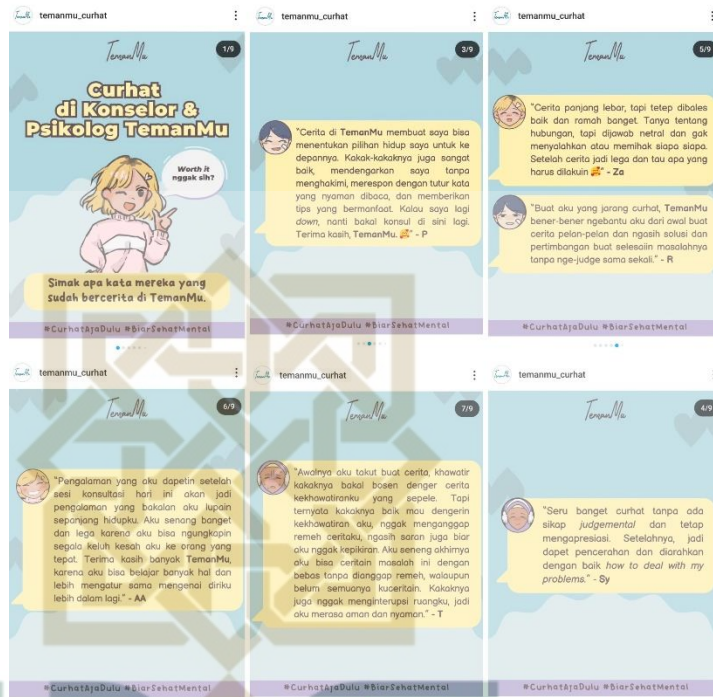 temanmu_curhat
TemanMu
1/9
Curhat
di Konselor &
Psikolog TemanMu
Worth it
nggak sih?
Simak apa kata mereka yang
sudah bercerita di TemanMu.
#CurhatAjaDulu #BiarSehatMental
temanmu_curhat
TemanMu
3/9
"Cerita di TemanMu membuat saya bisa
menentukan pilihan hidup saya untuk ke
depannya. Kakak-kakaknya juga sangat
baik, mendengarkan saya tanpa
menghakimi, merespon dengan tutur kata
yang nyaman dibaca, dan memberikan
tips yang bermanfaat. Kalau saya lagi
down, nanti bakal konsul di sini lagi.
Terima kasih, TemanMu. 🥰" - P
#CurhatAjaDulu #BiarSehatMental
temanmu_curhat
TemanMu
5/9
"Cerita panjang lebar, tapi tetep dibales
baik dan ramah banget. Tanya tentang
hubungan, tapi dijawab netral dan gak
menyalahkan atau memihak siapa siapa.
Setelah cerita jadi lega dan tau apa yang
harus dilakuin 🥰" - Za
"Buat aku yang jarang curhat, TemanMu
bener-bener ngebantu aku dari awal buat
cerita pelan-pelan dan ngasih solusi dan
pertimbangan buat selesaiin masalahnya
tanpa nge-judge sama sekali." - R
#CurhatAjaDulu #BiarSehatMental
temanmu_curhat
TemanMu
6/9
"Pengalaman yang aku dapetin setelah
sesi konsultasi hari ini akan jadi
pengalaman yang bakalan aku lupain
sepanjang hidupku. Aku senang banget
dan lega karena aku bisa ngungkapin
segala keluh kesah aku ke orang yang
tepat. Terima kasih banyak TemanMu,
karena aku bisa belajar banyak hal dan
lebih mengatur sama mengenai diriku
lebih dalam lagi." - AA
#CurhatAjaDulu #BiarSehatMental
temanmu_curhat
TemanMu
7/9
"Awalnya aku takut buat cerita, khawatir
kakaknya bakal bosen denger cerita
kekhawatiranku yang sepele. Tapi
ternyata kakaknya baik mau dengerin
kekhawatiran aku, nggak menganggap
remeh ceritaku, ngasih saran juga biar
aku nggak kepikiran. Aku seneng akhirnya
aku bisa ceritain masalah ini dengan
bebas tanpa dianggap remeh, walaupun
belum semuanya kuceritain. Kakaknya
juga nggak menginterupsi ruangku, jadi
aku merasa aman dan nyaman." - T
#CurhatAjaDulu #BiarSehatMental
temanmu_curhat
TemanMu
4/9
"Seru banget curhat tanpa ada
sikap judgemental dan tetap
mengapresiasi. Setelahnya, jadi
dapet pencerahan dan diarahkan
dengan baik how to deal with my
problems." - Sy
#CurhatAjaDulu #BiarSehatMental